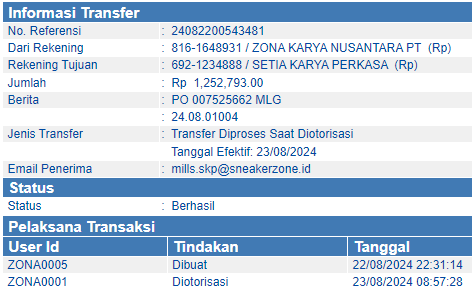 Informasi Transfer
No. Referensi : 24082200543481
Dari Rekening : 816-1648931 / ZONA KARYA NUSANTARA PT (Rp)
Rekening Tujuan : 692-1234888 / SETIA KARYA PERKASA (Rp)
Jumlah : Rp 1,252,793.00
Berita : PO 007525662 MLG
: 24.08.01004
Jenis Transfer : Transfer Diproses Saat Diotorisasi
Tanggal Efektif: 23/08/2024
Email Penerima : mills.skp@sneakerzone.id
Status
Status : Berhasil
Pelaksana Transaksi
User Id Tindakan Tanggal
ZONA0005 Dibuat 22/08/2024 22:31:14
ZONA0001 Diotorisasi 23/08/2024 08:57:28